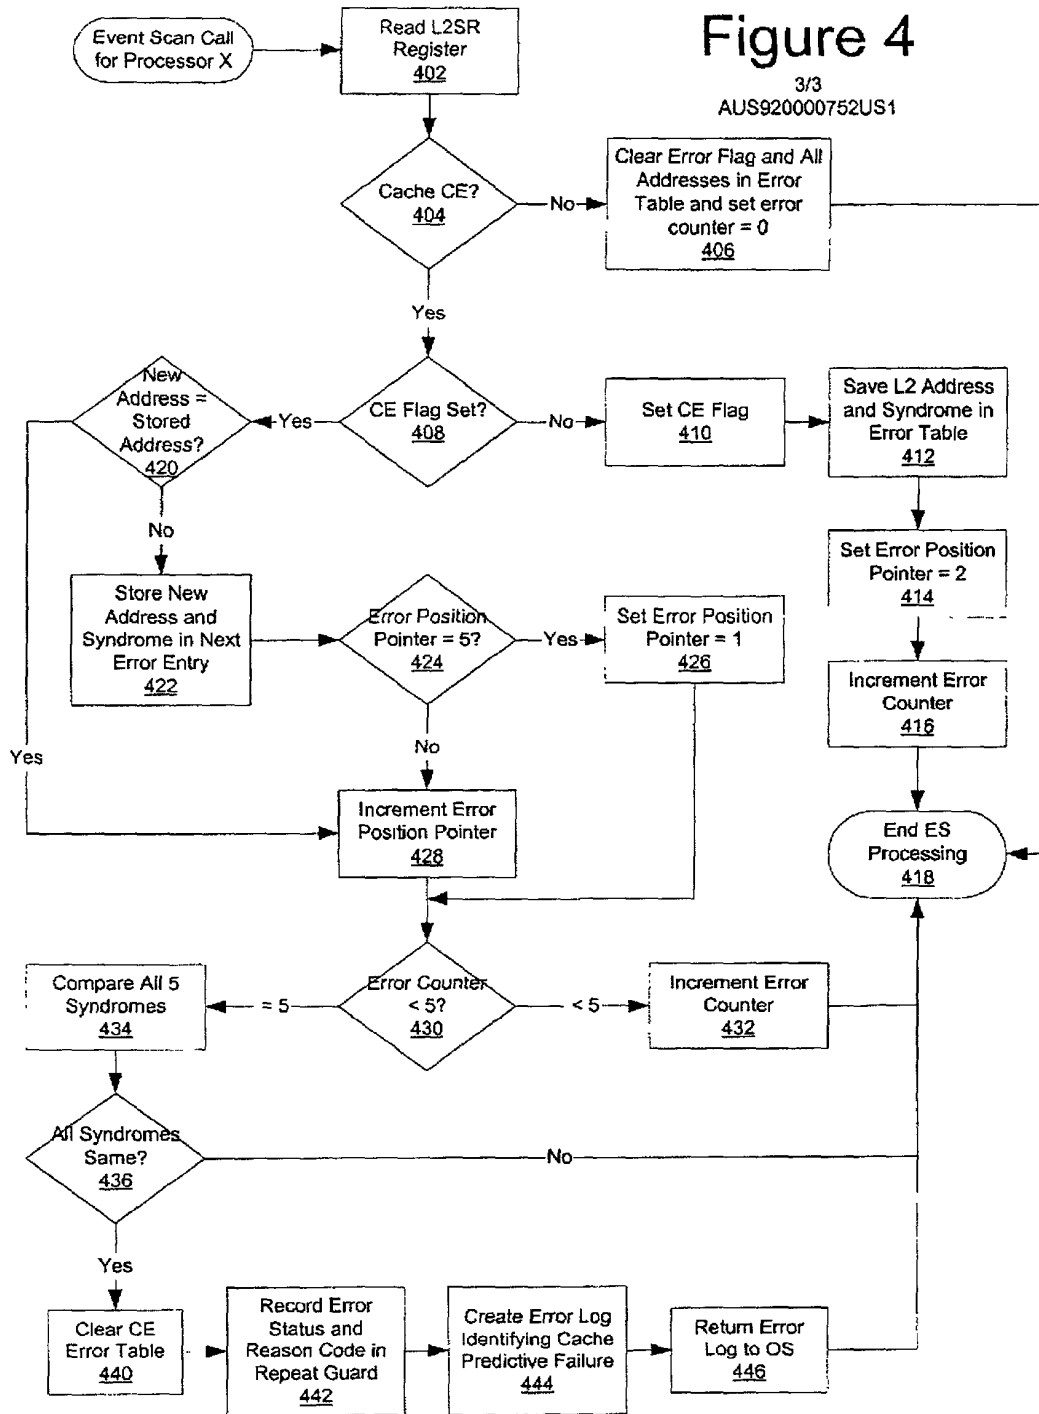 Figure 4
3/3
AUS920000752US1
Event Scan Call
for Processor X
Read L2SR
Register
402
Cache CE?
404
No
Clear Error Flag and All
Addresses in Error
Table and set error
counter = 0
406
Yes
New
Address =
Stored
Address?
420
Yes
CE Flag Set?
408
No
Set CE Flag
410
Save L2 Address
and Syndrome in
Error Table
412
No
Set Error Position
Pointer = 2
414
Store New
Address and
Syndrome in Next
Error Entry
422
Error Position
Pointer = 5?
424
Yes
Set Error Position
Pointer = 1
426
Increment Error
Counter
416
Yes
No
Increment Error
Position Pointer
428
End ES
Processing
418
Compare All 5
Syndromes
434
= 5
Error Counter
< 5?
430
< 5
Increment Error
Counter
432
All Syndromes
Same?
436
No
Yes
Clear CE
Error Table
440
Record Error
Status and
Reason Code in
Repeat Guard
442
Create Error Log
Identifying Cache
Predictive Failure
444
Return Error
Log to OS
446